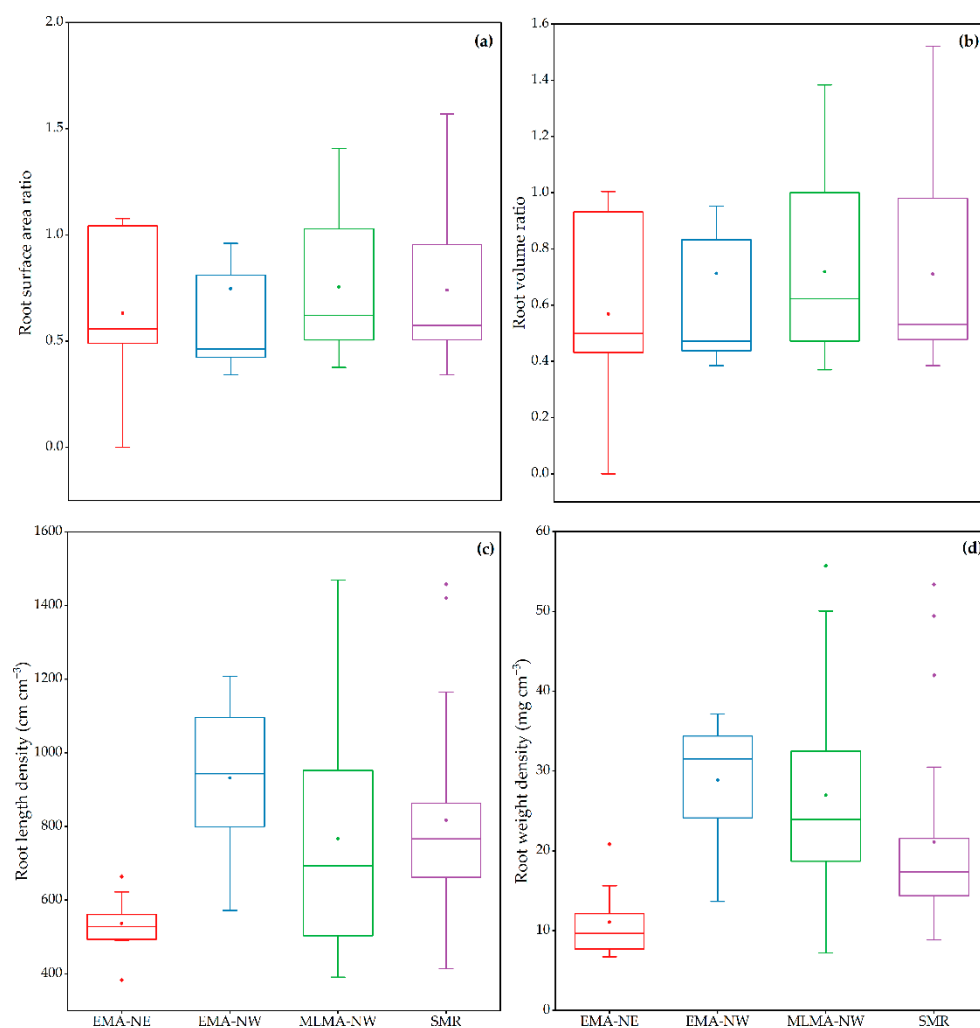 (a)
Root surface area ratio
2.0
1.5
1.0
0.5
0.0
(b)
Root volume ratio
1.6
1.4
1.2
1.0
0.8
0.6
0.4
0.2
0.0
(c)
Root length density (cm cm⁻³)
1600
1400
1200
1000
800
600
400
EMA-NE EMA-NW MLMA-NW SMR
(d)
Root weight density (mg cm⁻³)
60
50
40
30
20
10
0
EMA-NE EMA-NW MLMA-NW SMR